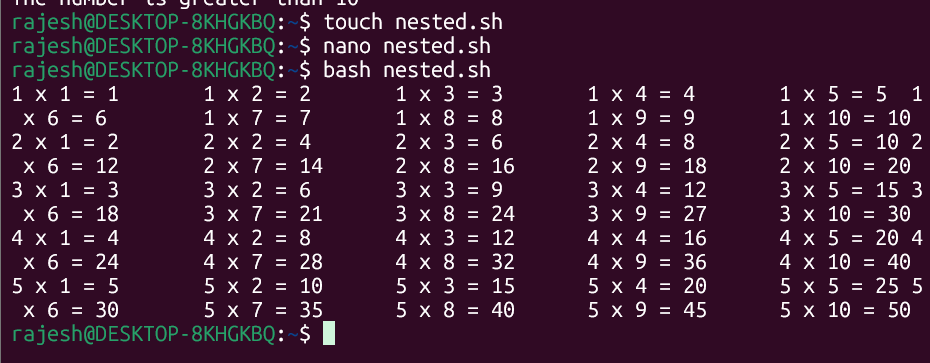 The number is greater than 10
rajesh@DESKTOP-8KHGKBQ:~$ touch nested.sh
rajesh@DESKTOP-8KHGKBQ:~$ nano nested.sh
rajesh@DESKTOP-8KHGKBQ:~$ bash nested.sh
1 x 1 = 1	1 x 2 = 2	1 x 3 = 3	1 x 4 = 4	1 x 5 = 5  1
 x 6 = 6	1 x 7 = 7	1 x 8 = 8	1 x 9 = 9	1 x 10 = 10
2 x 1 = 2	2 x 2 = 4	2 x 3 = 6	2 x 4 = 8	2 x 5 = 10 2
 x 6 = 12	2 x 7 = 14	2 x 8 = 16	2 x 9 = 18	2 x 10 = 20
3 x 1 = 3	3 x 2 = 6	3 x 3 = 9	3 x 4 = 12	3 x 5 = 15 3
 x 6 = 18	3 x 7 = 21	3 x 8 = 24	3 x 9 = 27	3 x 10 = 30
4 x 1 = 4	4 x 2 = 8	4 x 3 = 12	4 x 4 = 16	4 x 5 = 20 4
 x 6 = 24	4 x 7 = 28	4 x 8 = 32	4 x 9 = 36	4 x 10 = 40
5 x 1 = 5	5 x 2 = 10	5 x 3 = 15	5 x 4 = 20	5 x 5 = 25 5
 x 6 = 30	5 x 7 = 35	5 x 8 = 40	5 x 9 = 45	5 x 10 = 50
rajesh@DESKTOP-8KHGKBQ:~$